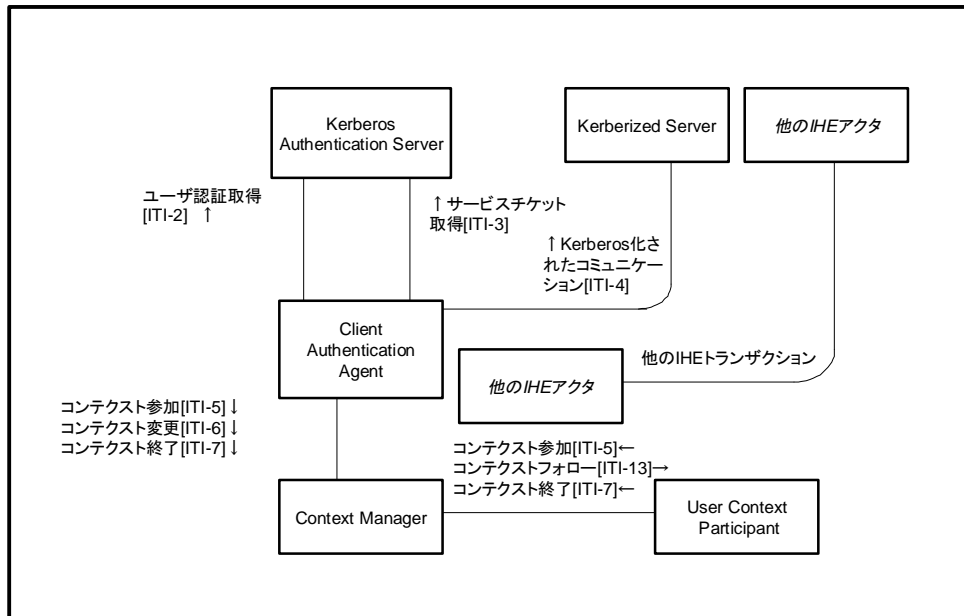 Kerberos
Authentication Server
Kerberized Server
他のIHEアクタ
ユーザ認証取得
[ITI-2] ↑
↑サービスチケット
取得[ITI-3]
↑Kerberos化さ
れたコミュニケー
ション[ITI-4]
Client
Authentication
Agent
他のIHEアクタ
他のIHEトランザクション
コンテクスト参加[ITI-5]↓
コンテクスト変更[ITI-6]↓
コンテクスト終了[ITI-7]↓
コンテクスト参加[ITI-5]←
コンテクストフォロー[ITI-13]→
コンテクスト終了[ITI-7]←
Context Manager
User Context
Participant